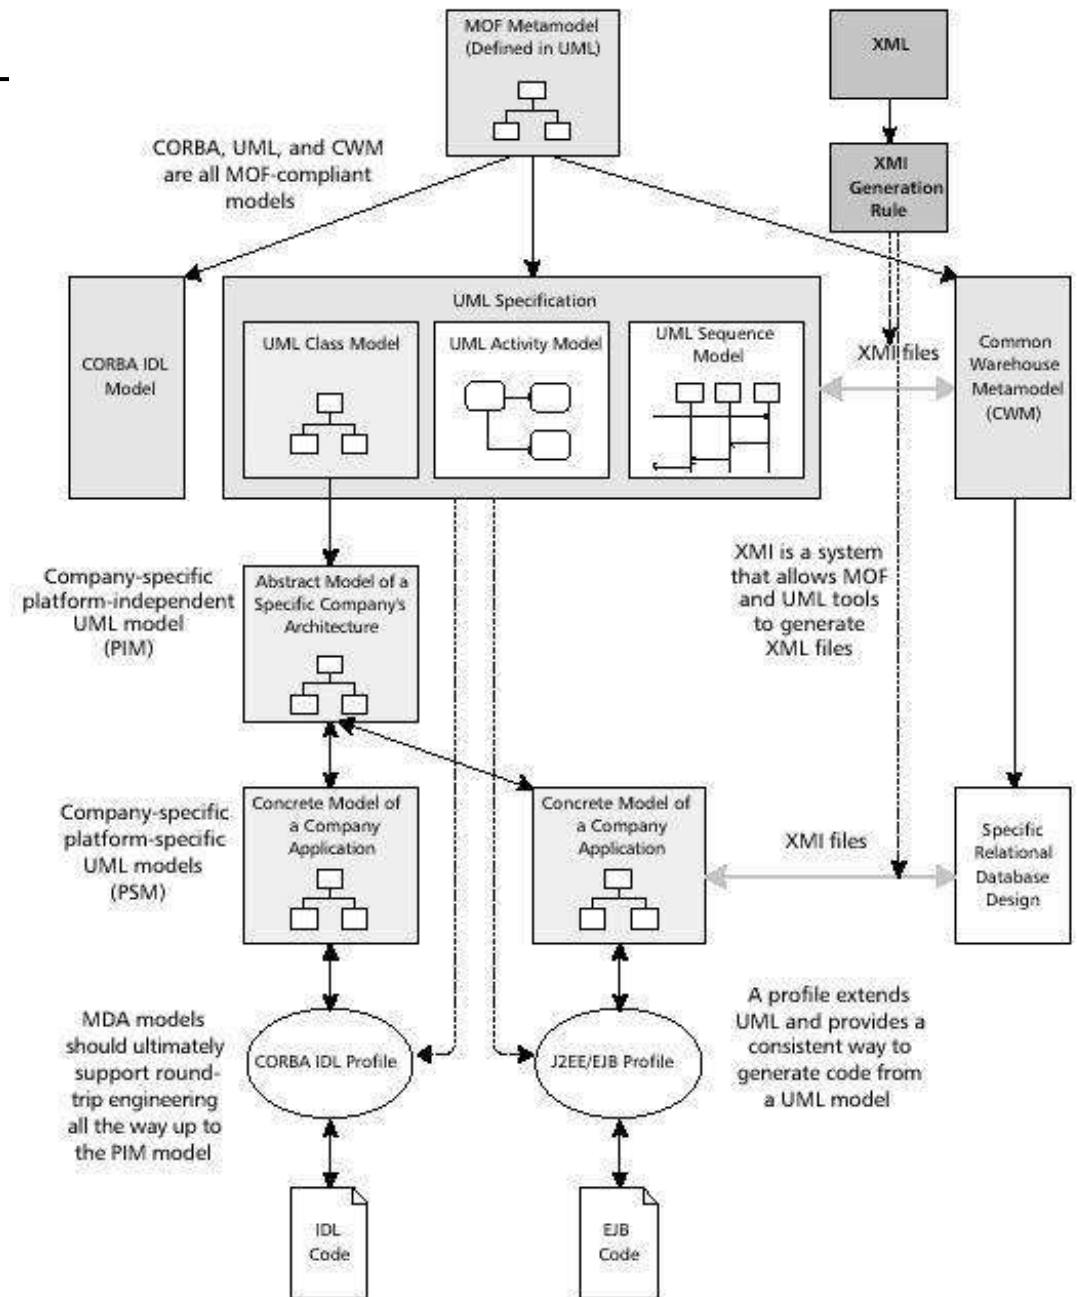 MOF Metamodel
(Defined in UML)
XML
CORBA, UML, and CWM
are all MOF-compliant
models
XMI
Generation
Rule
CORBA IDL
Model
UML Specification
UML Class Model
UML Activity Model
UML Sequence
Model
XMI files
Common
Warehouse
Metamodel
(CWM)
Company-specific
platform-independent
UML model
(PIM)
Abstract Model of a
Specific Company's
Architecture
XMI is a system
that allows MOF
and UML tools
to generate
XML files
Company-specific
platform-specific
UML models
(PSM)
Concrete Model of
a Company
Application
Concrete Model of
a Company
Application
XMI files
Specific
Relational
Database
Design
MDA models
should ultimately
support round-
trip engineering
all the way up to
the PIM model
CORBA IDL Profile
J2EE/EJB Profile
A profile extends
UML and provides a
consistent way to
generate code from
a UML model
IDL
Code
EJB
Code